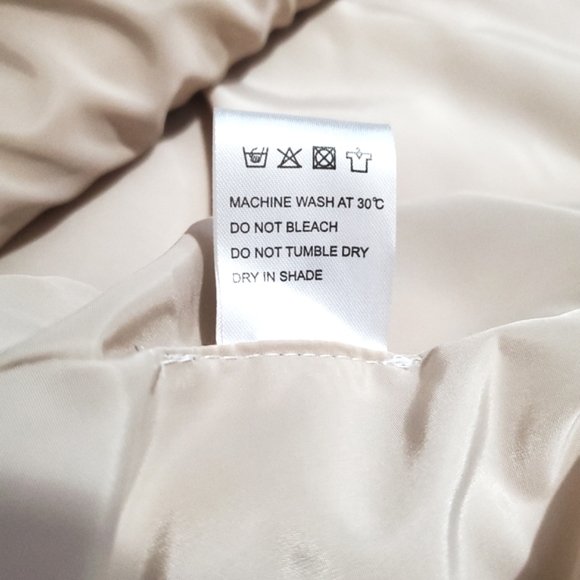 MACHINE WASH AT 30℃
DO NOT BLEACH
DO NOT TUMBLE DRY
DRY IN SHADE